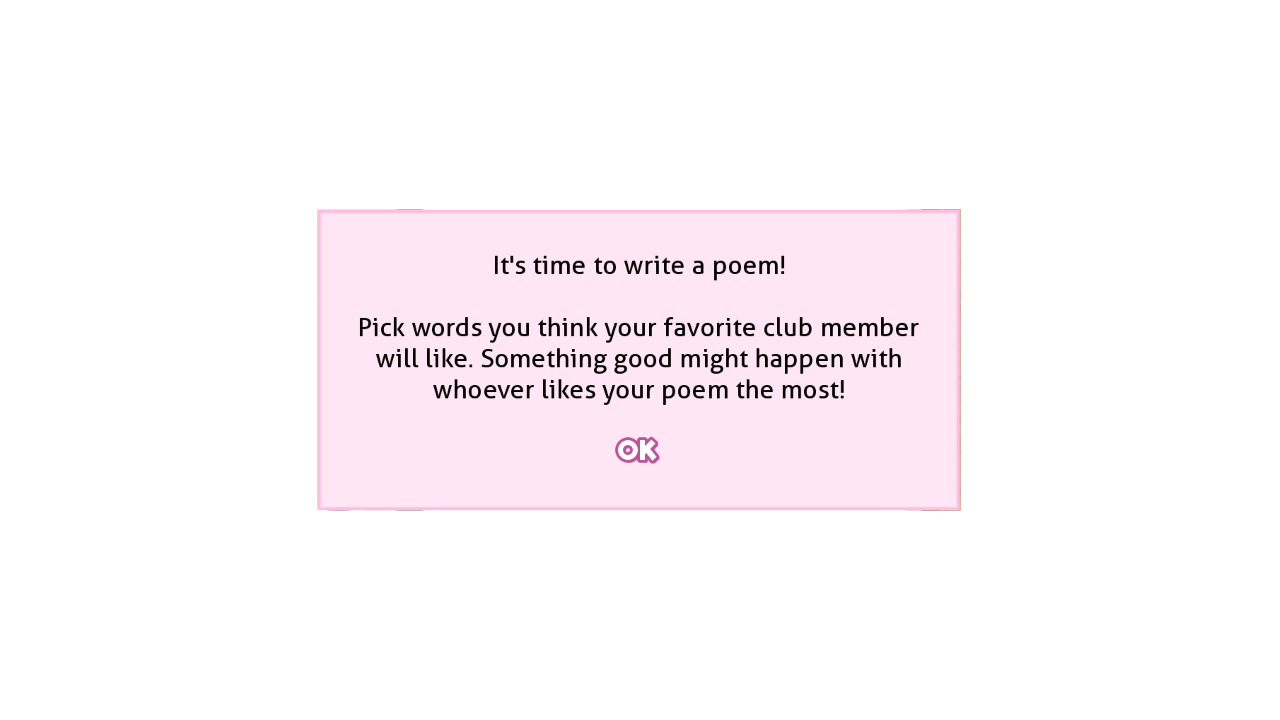 It's time to write a poem!
Pick words you think your favorite club member
will like. Something good might happen with
whoever likes your poem the most!
OK